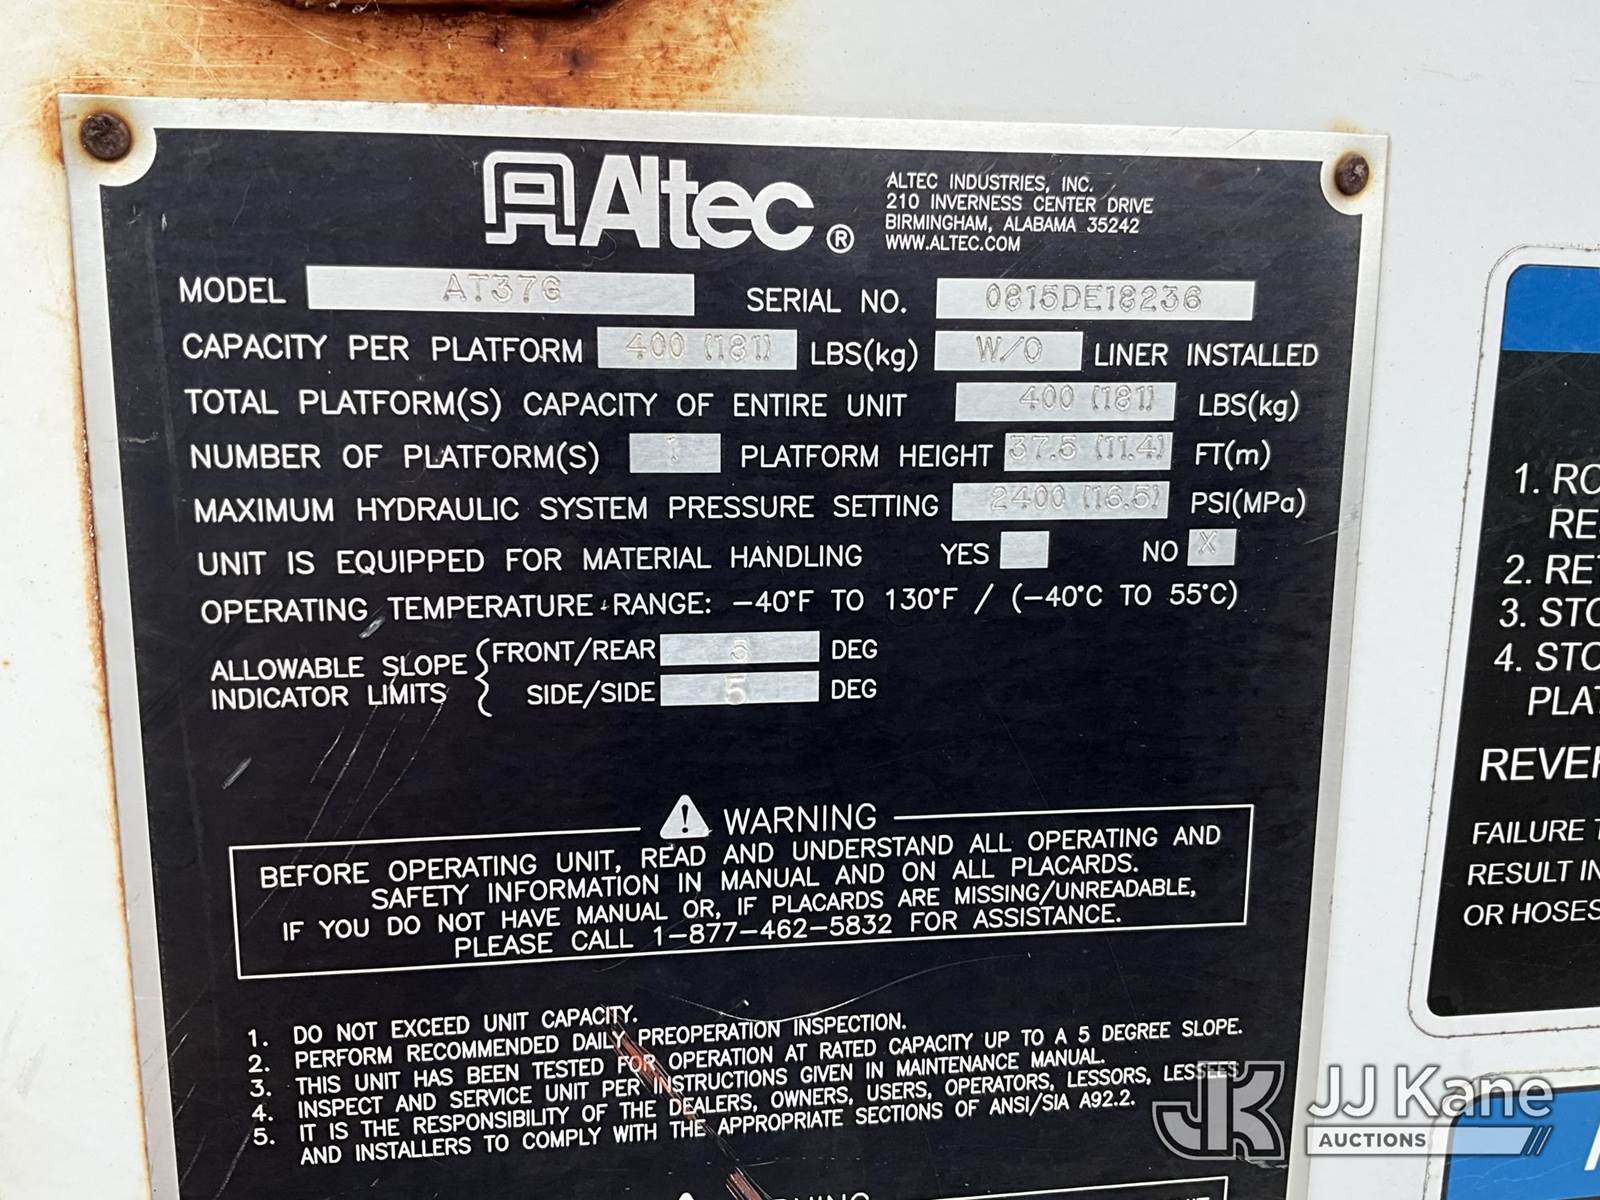 Altec®
ALTEC INDUSTRIES, INC.
210 INVERNESS CENTER DRIVE
BIRMINGHAM, ALABAMA 35242
WWW.ALTEC.COM
MODEL AT37G SERIAL NO. 0815DE18236
CAPACITY PER PLATFORM 400 (181) LBS(kg) W/O LINER INSTALLED
TOTAL PLATFORM(S) CAPACITY OF ENTIRE UNIT 400 (181) LBS(kg)
NUMBER OF PLATFORM(S) 1 PLATFORM HEIGHT 37.5 (11.4) FT(m)
MAXIMUM HYDRAULIC SYSTEM PRESSURE SETTING 2400 (16.5) PSI(MPa)
UNIT IS EQUIPPED FOR MATERIAL HANDLING YES NO X
OPERATING TEMPERATURE RANGE: -40°F TO 130°F / (-40°C TO 55°C)
ALLOWABLE SLOPE INDICATOR LIMITS
FRONT/REAR 5 DEG
SIDE/SIDE 5 DEG
WARNING
BEFORE OPERATING UNIT, READ AND UNDERSTAND ALL OPERATING AND
SAFETY INFORMATION IN MANUAL AND ON ALL PLACARDS.
IF YOU DO NOT HAVE MANUAL OR, IF PLACARDS ARE MISSING/UNREADABLE,
PLEASE CALL 1-877-462-5832 FOR ASSISTANCE.
1. DO NOT EXCEED UNIT CAPACITY.
2. PERFORM RECOMMENDED DAILY PREOPERATION INSPECTION.
3. THIS UNIT HAS BEEN TESTED FOR OPERATION AT RATED CAPACITY UP TO A 5 DEGREE SLOPE.
4. INSPECT AND SERVICE UNIT PER INSTRUCTIONS GIVEN IN MAINTENANCE MANUAL.
5. IT IS THE RESPONSIBILITY OF THE DEALERS, OWNERS, USERS, OPERATORS, LESSORS, LESSEES
AND INSTALLERS TO COMPLY WITH THE APPROPRIATE SECTIONS OF ANSI/SIA A92.2.
1. RO
RE
2. RET
3. STO
4. STO
PLAT
REVER
FAILURE T
RESULT IN
OR HOSES
JK JJ Kane
AUCTIONS